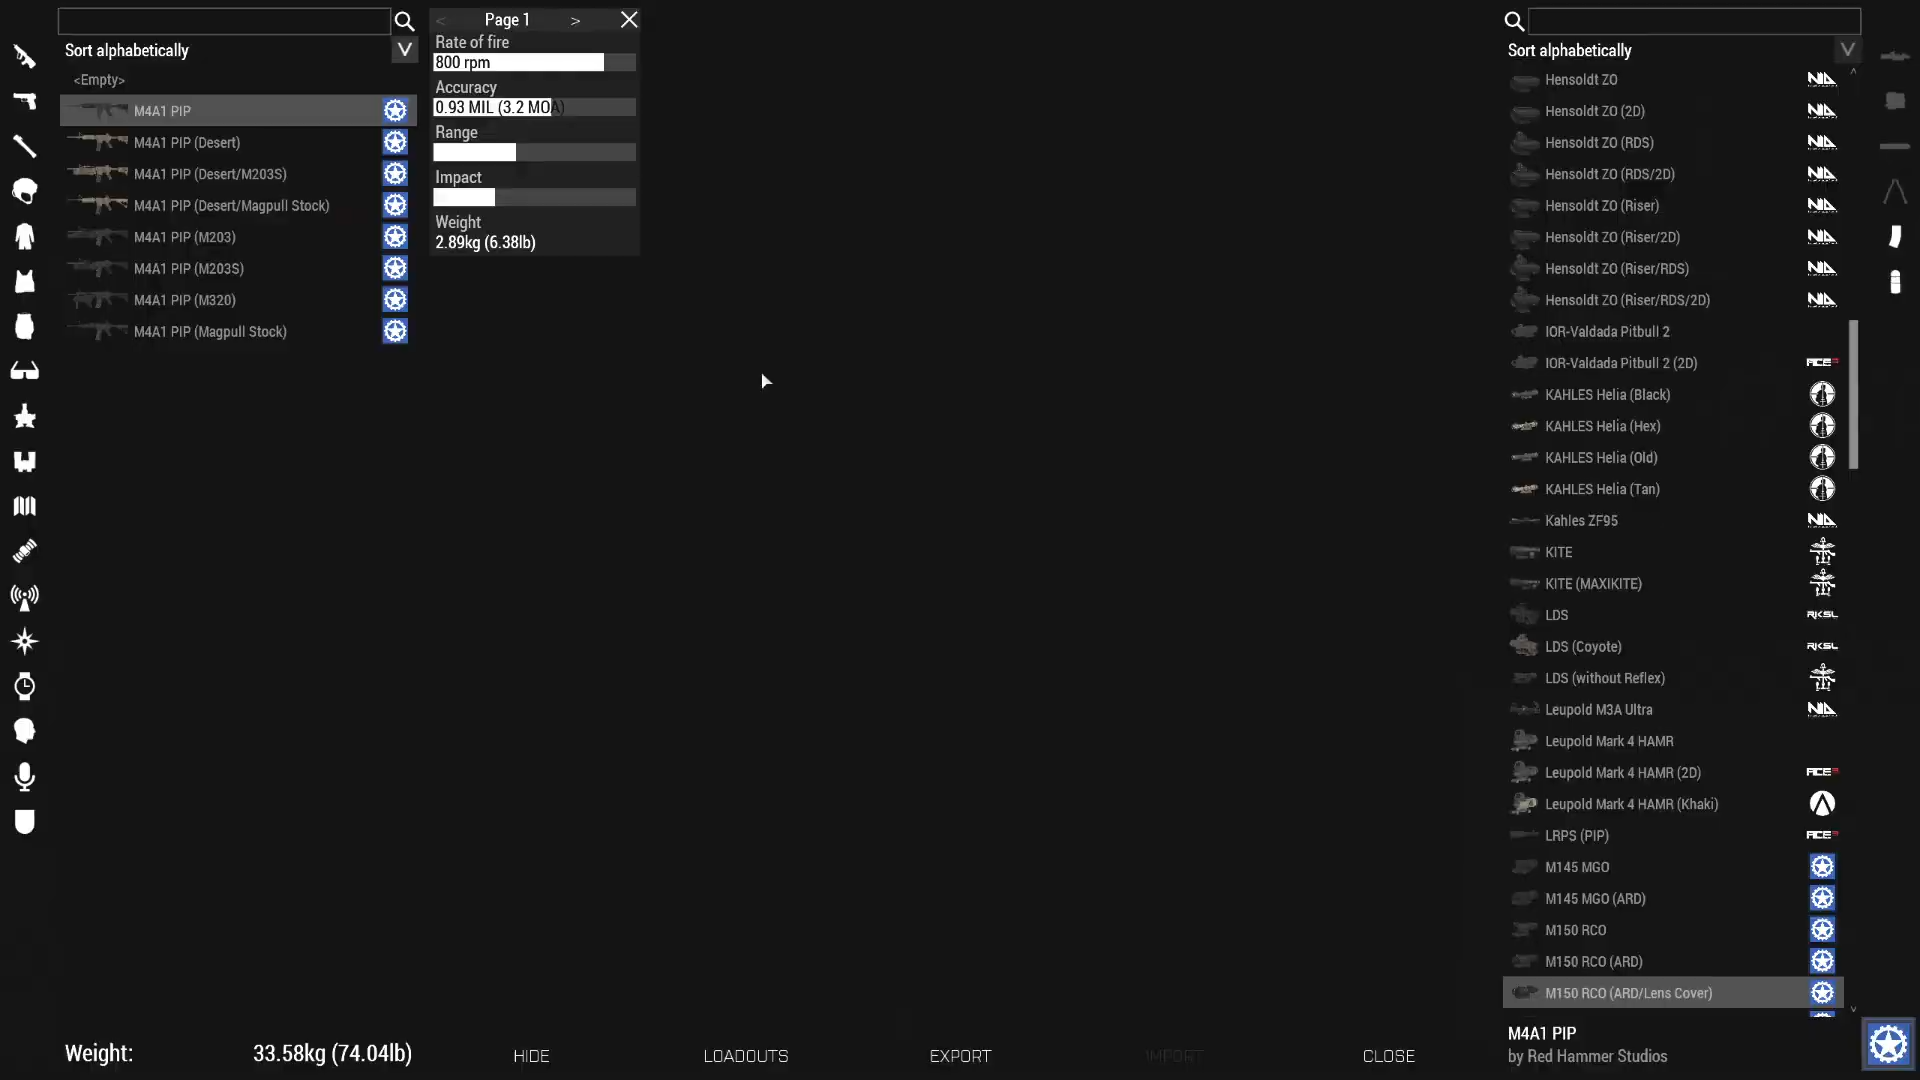 Sort alphabetically
V
<Empty>
M4A1 PIP
M4A1 PIP (Desert)
M4A1 PIP (Desert/M203S)
M4A1 PIP (Desert/Magpull Stock)
M4A1 PIP (M203)
M4A1 PIP (M203S)
M4A1 PIP (M320)
M4A1 PIP (Magpull Stock)
< Page 1 >
Rate of fire
800 rpm
Accuracy
0.93 MIL (3.2 MOA)
Range
Impact
Weight
2.89kg (6.38lb)
Sort alphabetically
V
Hensoldt ZO
Hensoldt ZO (2D)
Hensoldt ZO (RDS)
Hensoldt ZO (RDS/2D)
Hensoldt ZO (Riser)
Hensoldt ZO (Riser/2D)
Hensoldt ZO (Riser/RDS)
Hensoldt ZO (Riser/RDS/2D)
IOR-Valdada Pitbull 2
IOR-Valdada Pitbull 2 (2D) ACE3
KAHLES Helia (Black)
KAHLES Helia (Hex)
KAHLES Helia (Old)
KAHLES Helia (Tan)
Kahles ZF95
KITE
KITE (MAXIKITE)
LDS RKSL
LDS (Coyote) RKSL
LDS (without Reflex)
Leupold M3A Ultra
Leupold Mark 4 HAMR
Leupold Mark 4 HAMR (2D) ACE3
Leupold Mark 4 HAMR (Khaki)
LRPS (PIP) ACE3
M145 MGO
M145 MGO (ARD)
M150 RCO
M150 RCO (ARD)
M150 RCO (ARD/Lens Cover)
Weight: 33.58kg (74.04lb)
HIDE
LOADOUTS
EXPORT
IMPORT
CLOSE
M4A1 PIP
by Red Hammer Studios